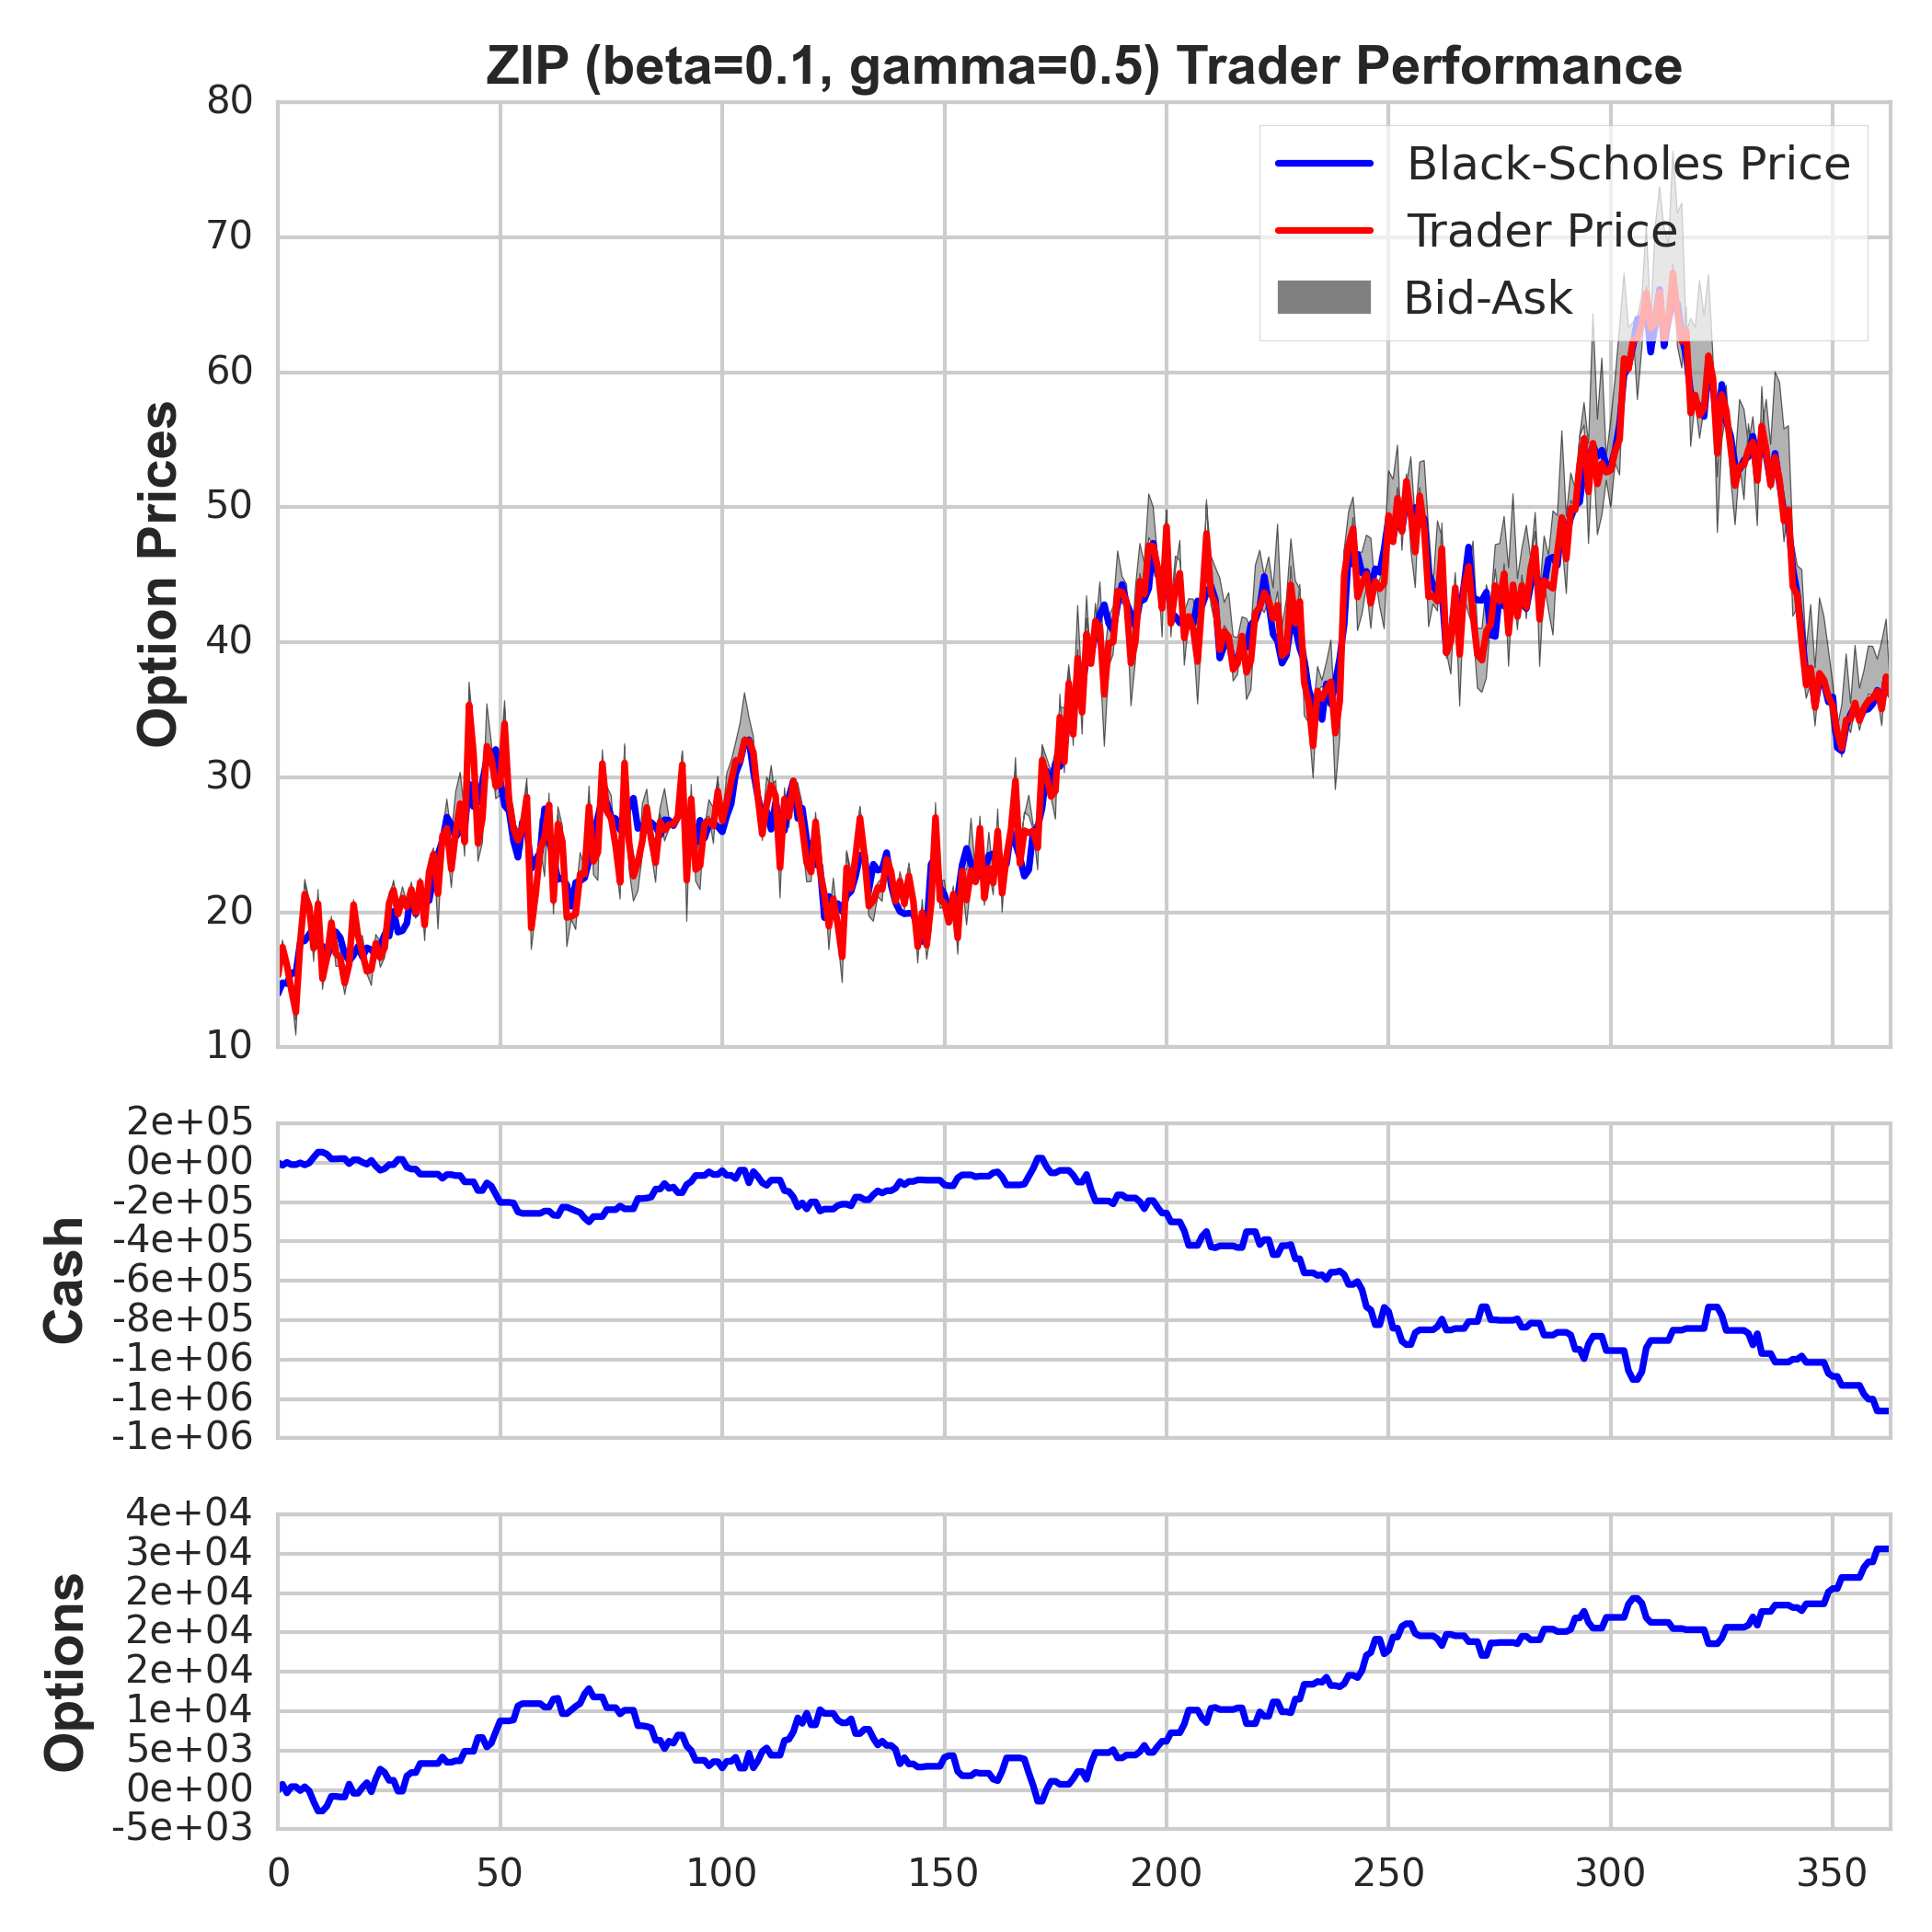 ZIP (beta=0.1, gamma=0.5) Trader Performance
80
70
60
50
40
30
20
10
Option Prices
Black-Scholes Price
Trader Price
Bid-Ask
2e+05
0e+00
-2e+05
-4e+05
-6e+05
-8e+05
-1e+06
-1e+06
-1e+06
Cash
4e+04
3e+04
2e+04
2e+04
2e+04
1e+04
5e+03
0e+00
-5e+03
Options
0 50 100 150 200 250 300 350